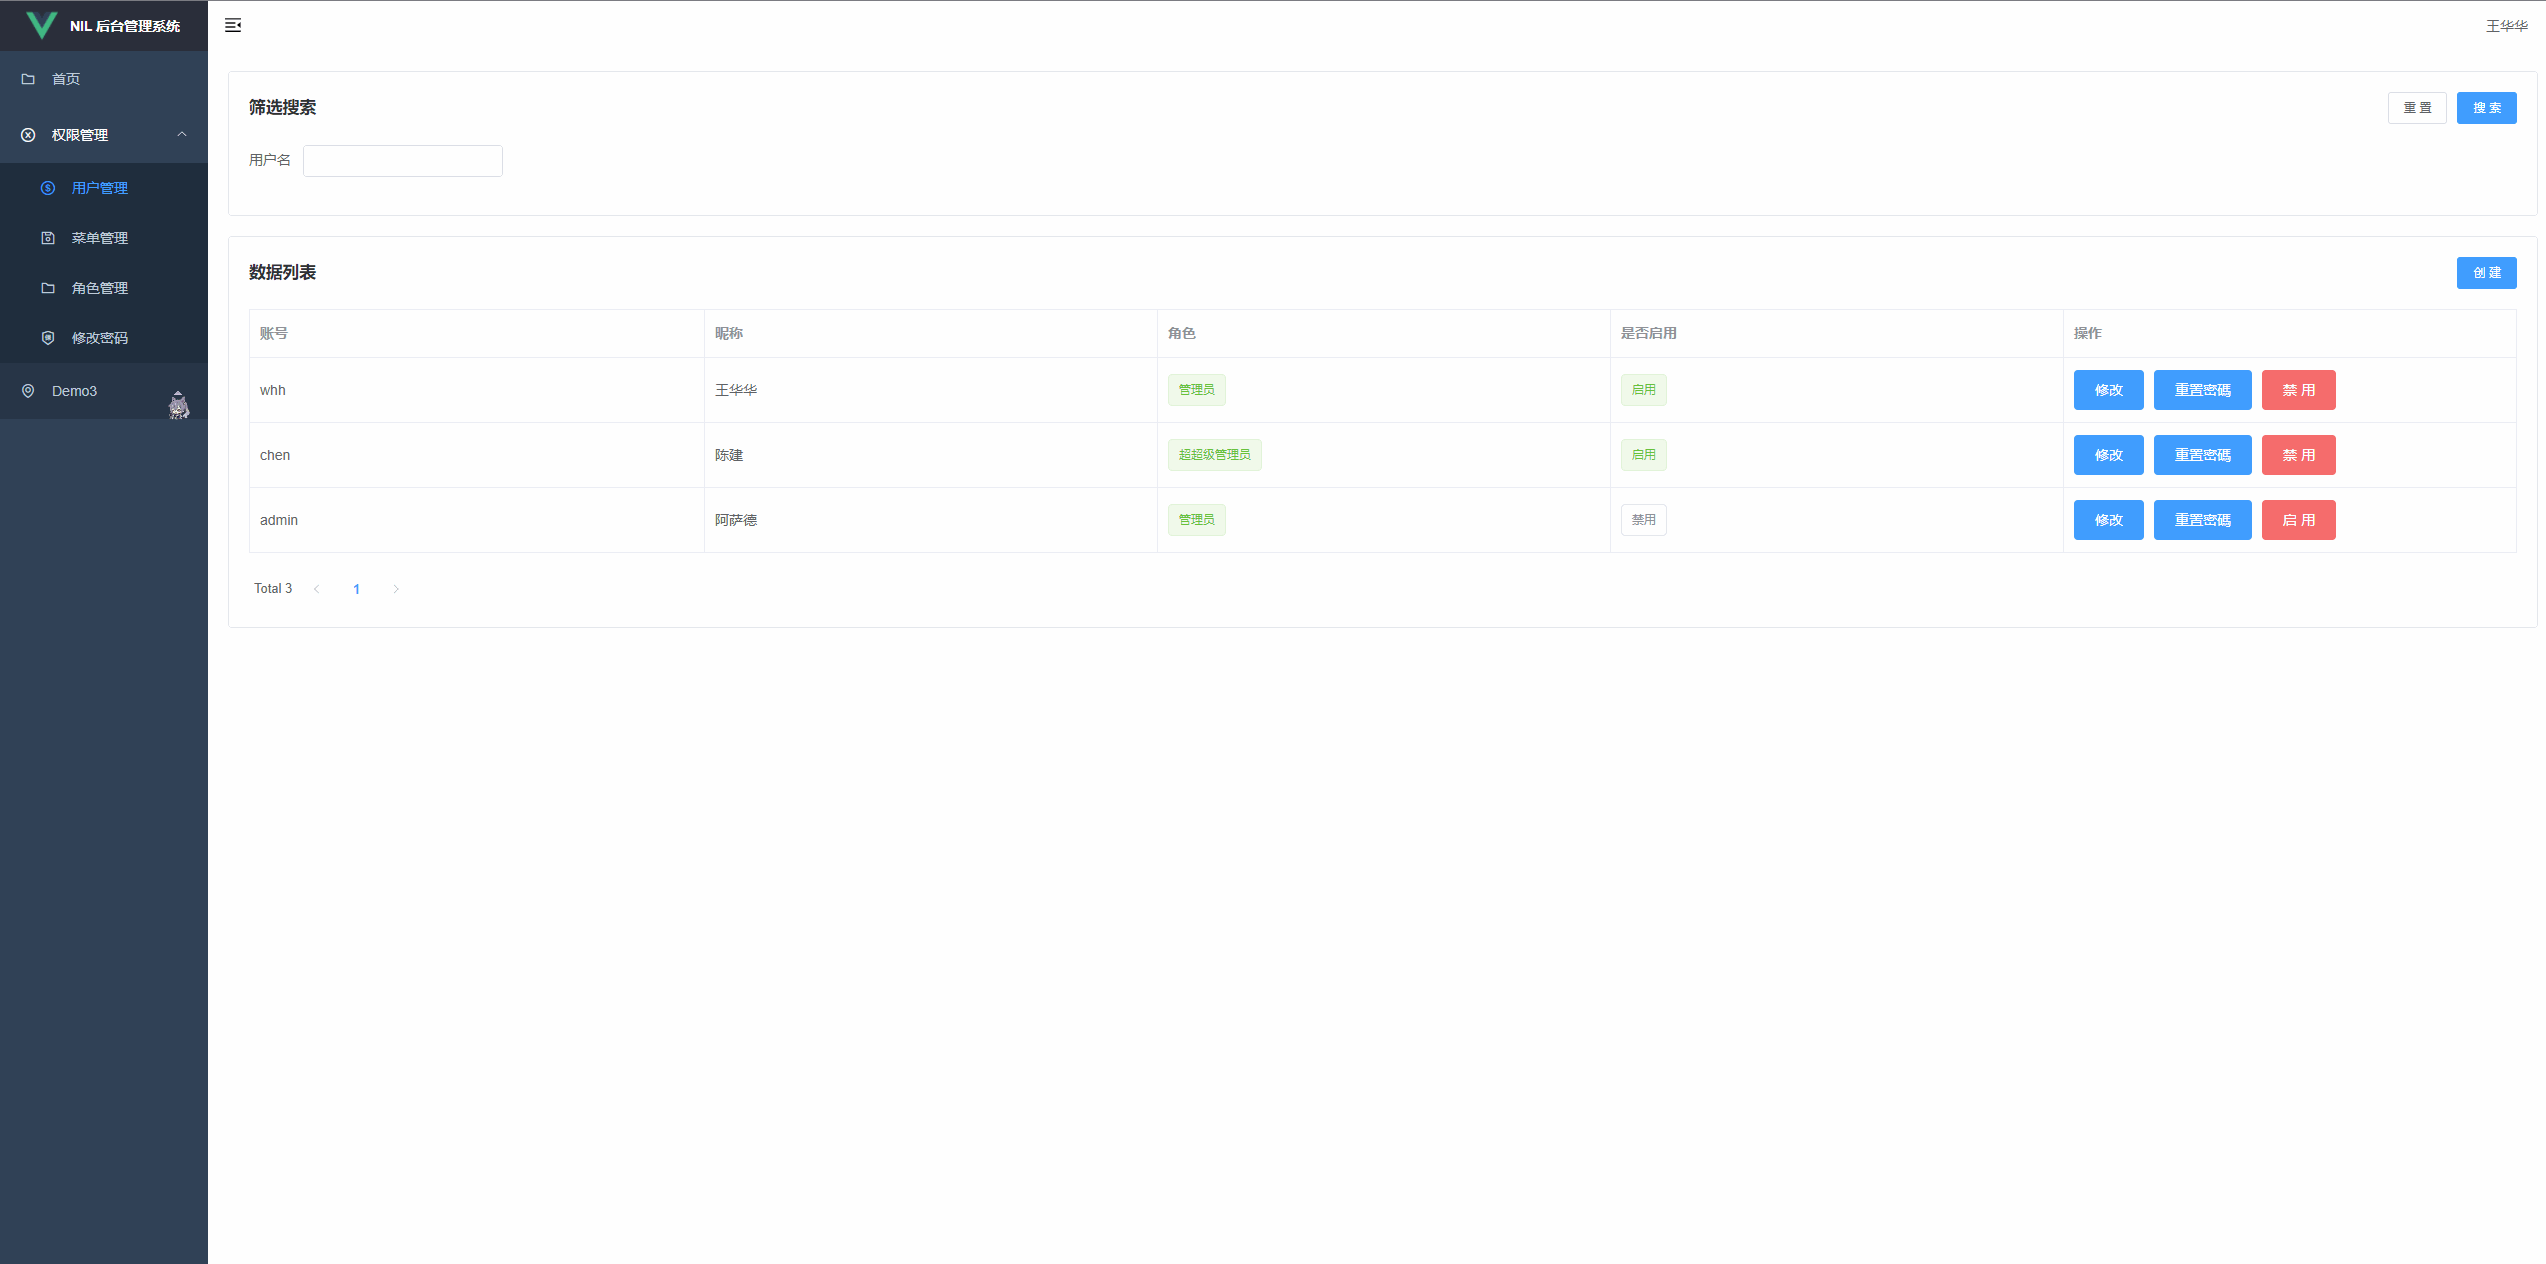 NIL 后台管理系统
王华华
首页
权限管理
用户管理
菜单管理
角色管理
修改密码
Demo3
筛选搜索
重 置
搜 索
用户名
数据列表
创 建
账号 昵称 角色 是否启用 操作
whh 王华华 管理员 启用 修改 重置密碼 禁 用
chen 陈建 超超级管理员 启用 修改 重置密碼 禁 用
admin 阿萨德 管理员 禁用 修改 重置密碼 启 用
Total 3 1